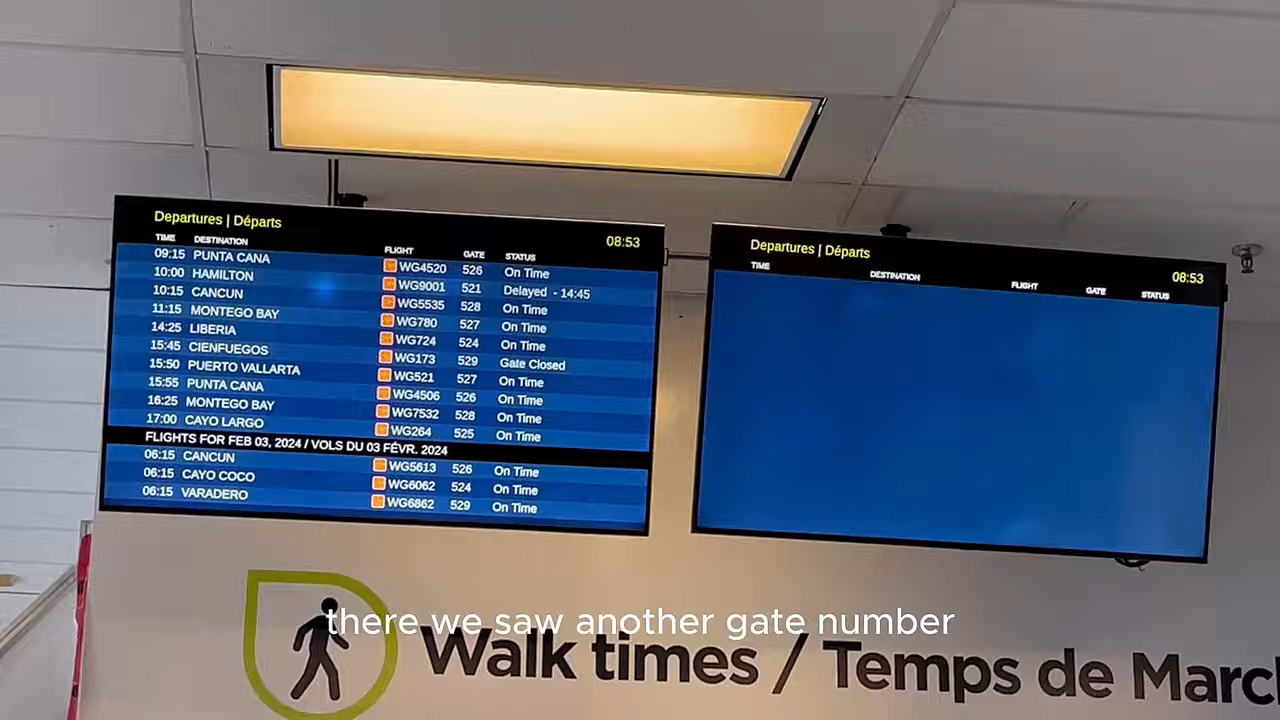 Departures | Départs 08:53
TIME DESTINATION FLIGHT GATE STATUS
09:15 PUNTA CANA WG4520 526 On Time
10:00 HAMILTON WG9001 521 Delayed - 14:45
10:15 CANCUN WG5535 528 On Time
11:15 MONTEGO BAY WG780 527 On Time
14:25 LIBERIA WG724 524 On Time
15:45 CIENFUEGOS WG173 529 Gate Closed
15:50 PUERTO VALLARTA WG521 527 On Time
15:55 PUNTA CANA WG4506 526 On Time
16:25 MONTEGO BAY WG7532 528 On Time
17:00 CAYO LARGO WG264 525 On Time
FLIGHTS FOR FEB 03, 2024 / VOLS DU 03 FÉVR. 2024
06:15 CANCUN WG5613 526 On Time
06:15 CAYO COCO WG6062 524 On Time
06:15 VARADERO WG6862 529 On Time
Departures | Départs 08:53
TIME DESTINATION FLIGHT GATE STATUS
there we saw another gate number
Walk times / Temps de Marc